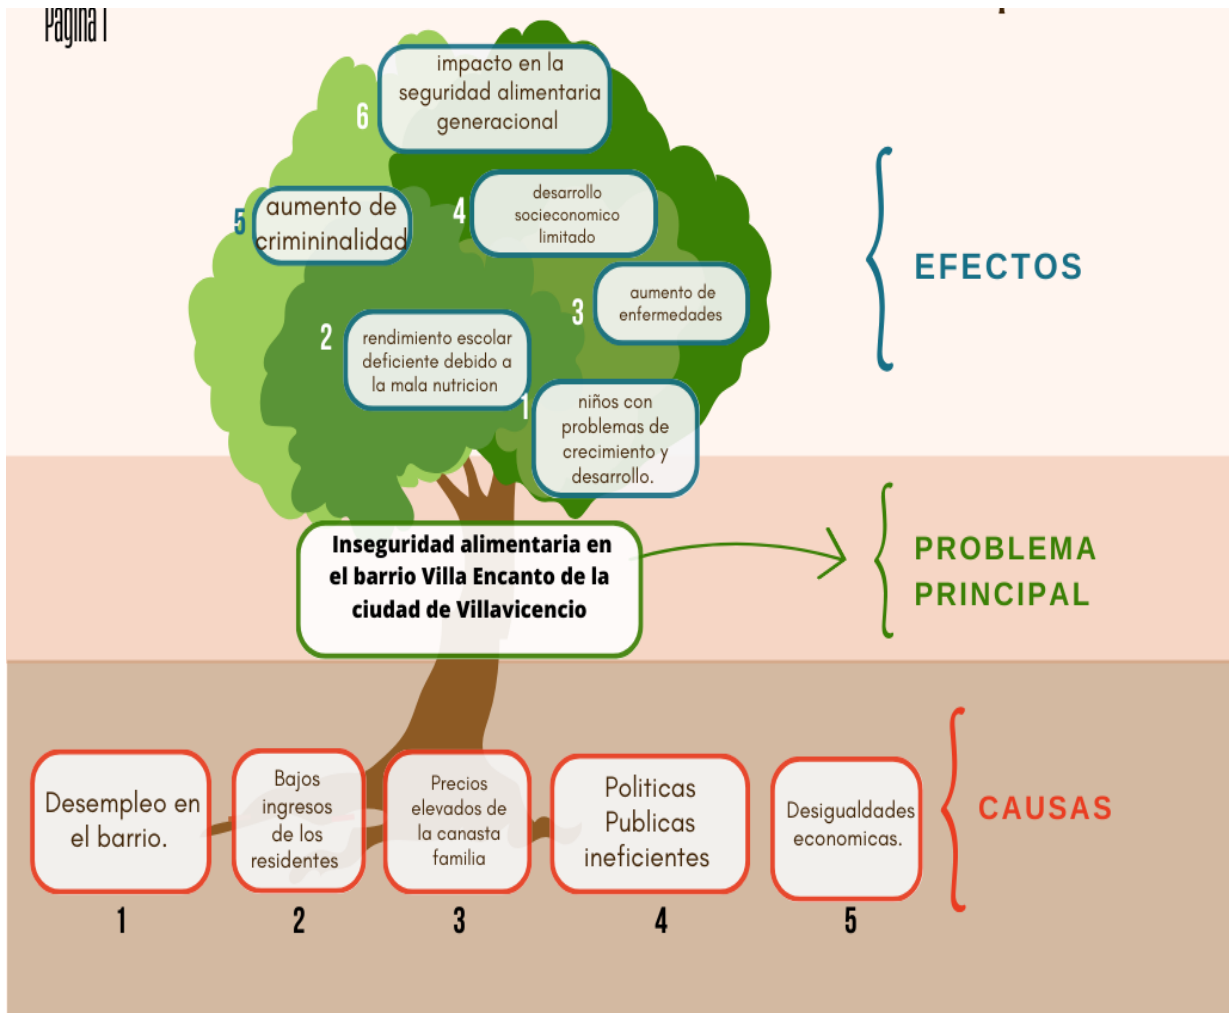 Pagina 1
impacto en la
seguridad alimentaria
generacional
6
desarrollo
socieconomico
limitado
4
aumento de
crimininalidad
5
aumento de
enfermedades
3
rendimiento escolar
deficiente debido a
la mala nutricion
2
niños con
problemas de
crecimiento y
desarrollo.
1
EFECTOS
Inseguridad alimentaria en
el barrio Villa Encanto de la
ciudad de Villavicencio
PROBLEMA
PRINCIPAL
Desempleo en
el barrio.
Bajos
ingresos
de los
residentes
Precios
elevados de
la canasta
familia
Politicas
Publicas
ineficientes
Desigualdades
economicas.
CAUSAS
1
2
3
4
5